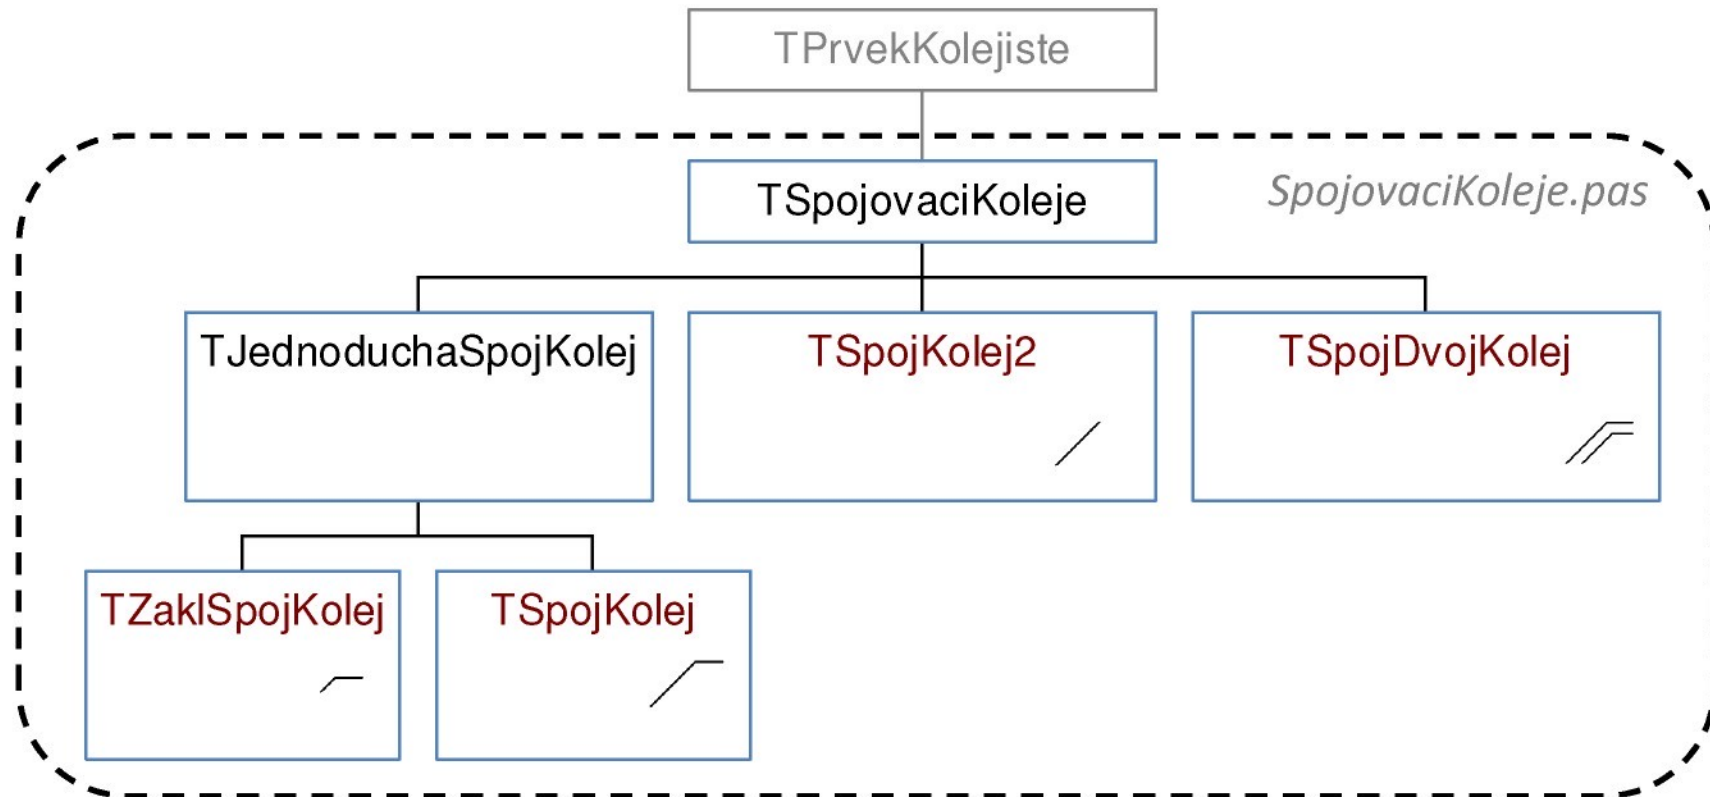 TPrvekKolejiste
TSpojovaciKoleje
SpojovaciKoleje.pas
TJednoduchaSpojKolej
TSpojKolej2
TSpojDvojKolej
TZaklSpojKolej
TSpojKolej